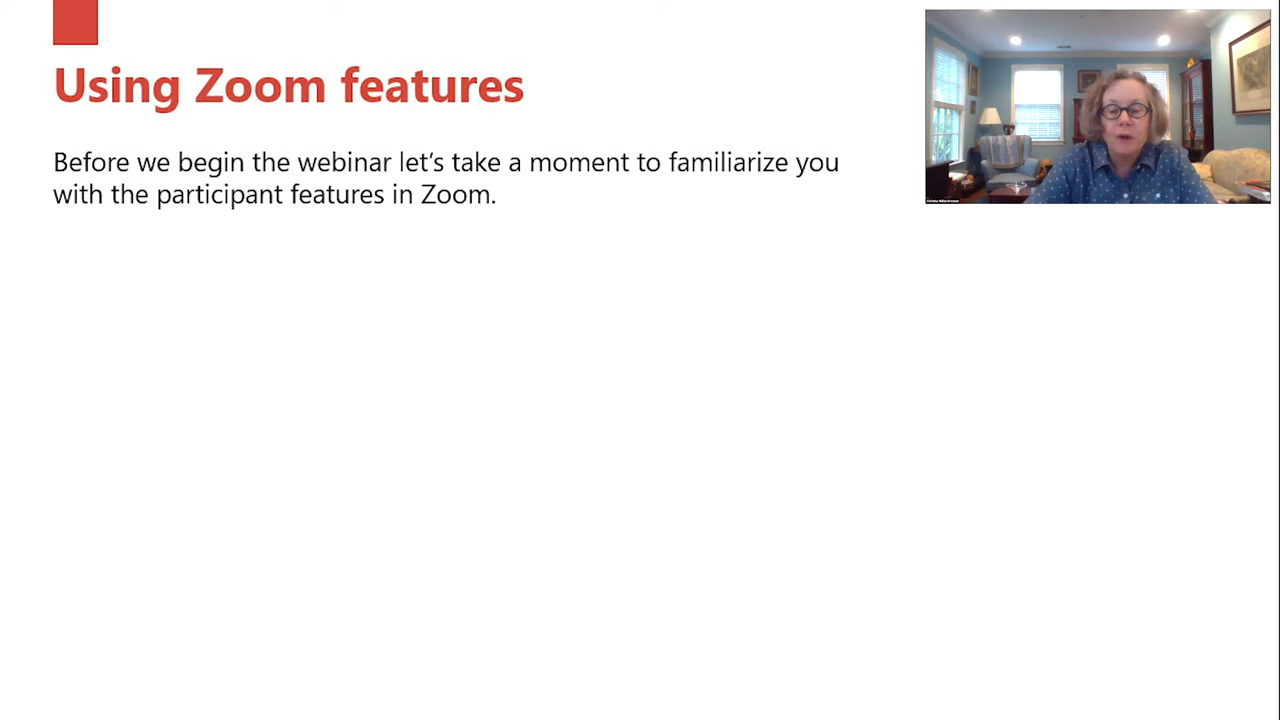 Using Zoom features
Before we begin the webinar let’s take a moment to familiarize you
with the participant features in Zoom.